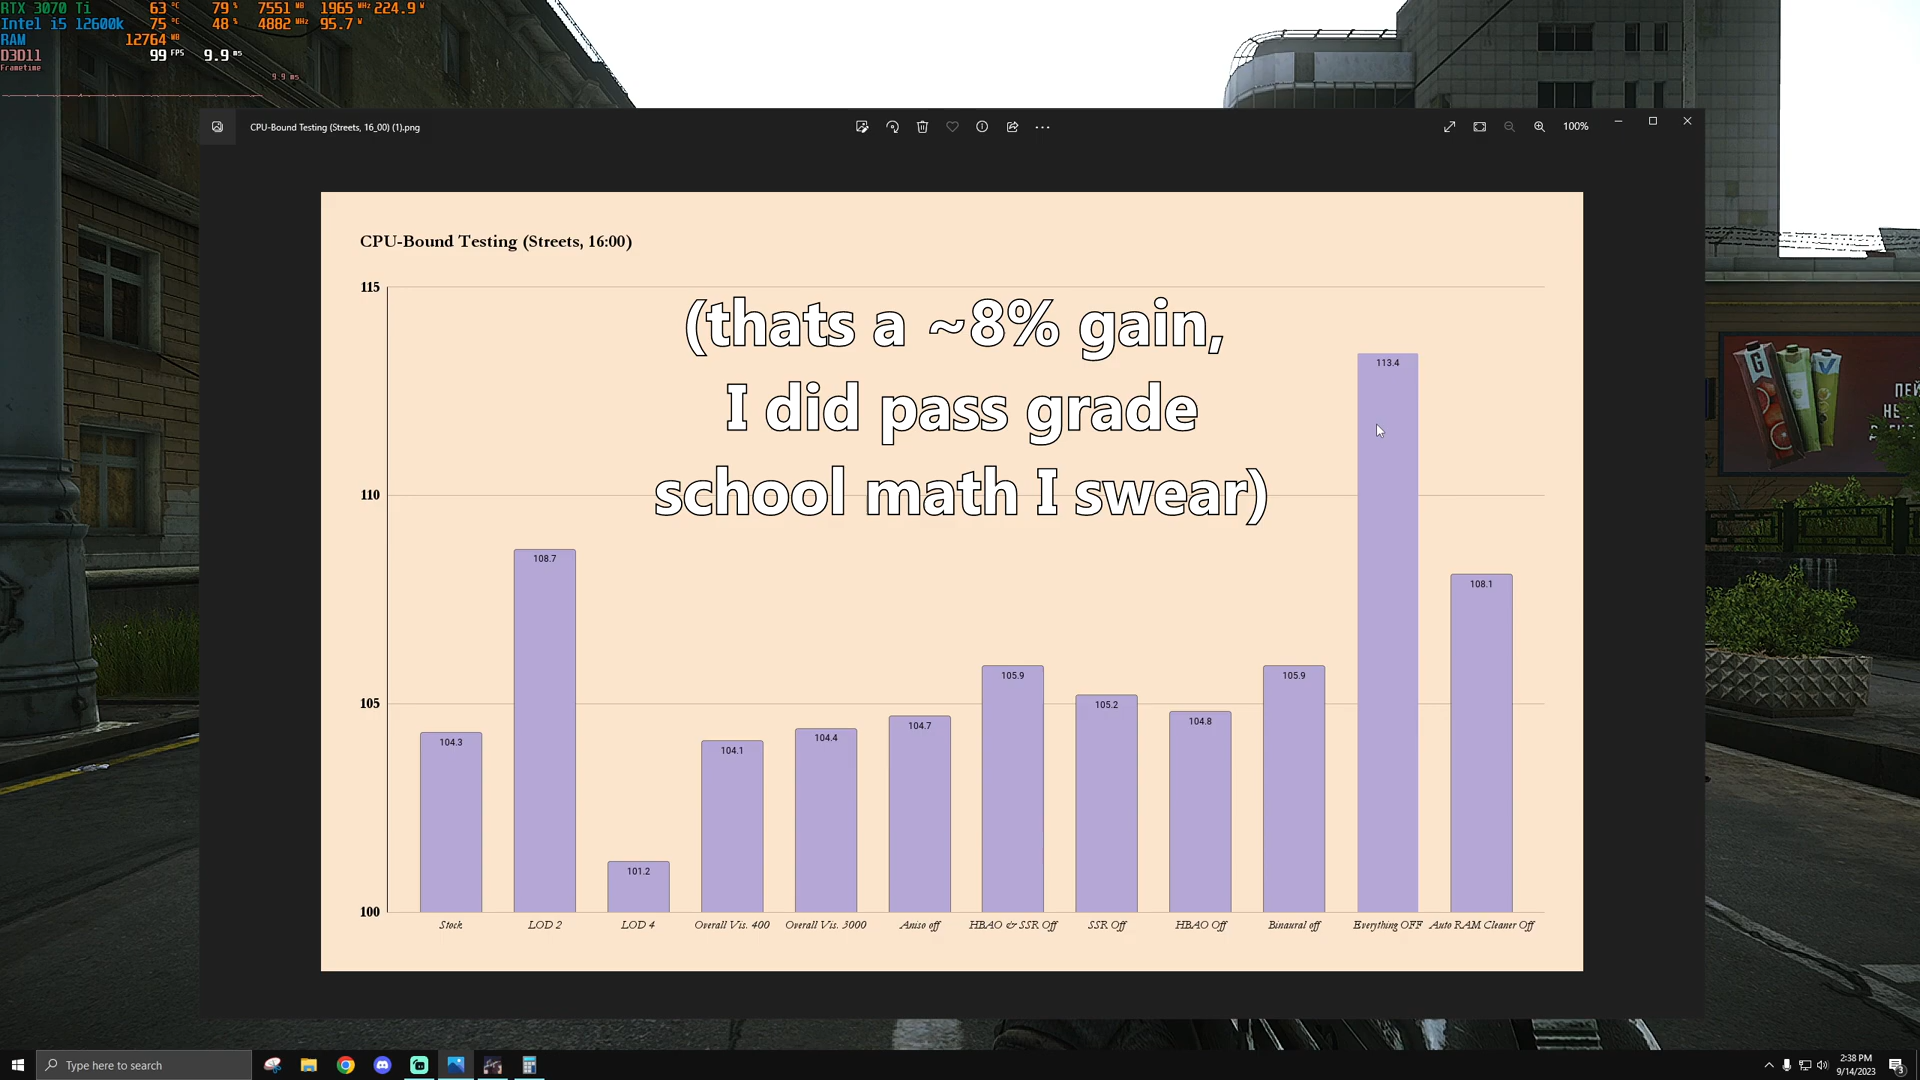 RTX 3070 Ti 63 °C 79 % 7551 MB 1965 MHz 224.9 W
Intel i5 12600k 75 °C 48 % 4882 MHz 95.7 W
RAM 12764 MB
D3D11 99 FPS 9.9 ms
Frametime
9.9 ms
CPU-Bound Testing (Streets, 16_00) (1).png
100%
CPU-Bound Testing (Streets, 16:00)
115
(thats a ~8% gain,
I did pass grade
school math I swear)
113.4
110
108.7
108.1
105.9
105.9
105.2
104.8
105
104.7
104.4
104.3
104.1
101.2
100
Stock LOD 2 LOD 4 Overall Vis. 400 Overall Vis. 3000 Aniso off HBAO & SSR Off SSR Off HBAO Off Binaural off Everything OFF Auto RAM Cleaner Off
G
ПЕЙ
Type here to search
2:38 PM
9/14/2023
3